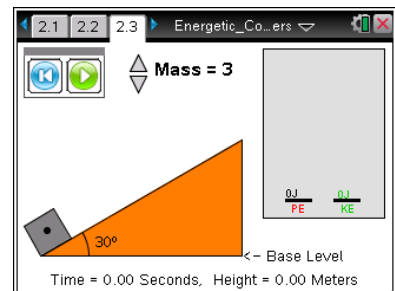 2.1 2.2 2.3 Energetic_Co…ers
Mass = 3
0J 0J
PE KE
30°
<- Base Level
Time = 0.00 Seconds, Height = 0.00 Meters